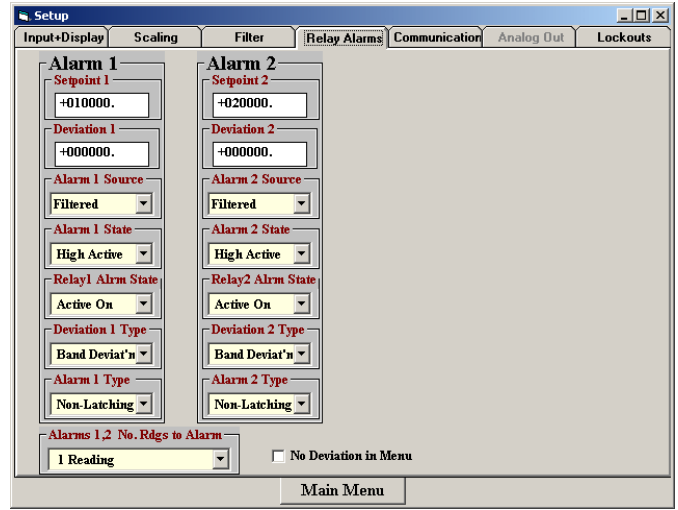 Setup
Input+Display Scaling Filter Relay Alarms Communication Analog Out Lockouts
Alarm 1 Alarm 2
Setpoint 1 Setpoint 2
+010000. +020000.
Deviation 1 Deviation 2
+000000. +000000.
Alarm 1 Source Alarm 2 Source
Filtered Filtered
Alarm 1 State Alarm 2 State
High Active High Active
Relay1 Alrm State Relay2 Alrm State
Active On Active On
Deviation 1 Type Deviation 2 Type
Band Deviat'n Band Deviat'n
Alarm 1 Type Alarm 2 Type
Non-Latching Non-Latching
Alarms 1,2 No. Rdgs to Alarm
1 Reading No Deviation in Menu
Main Menu